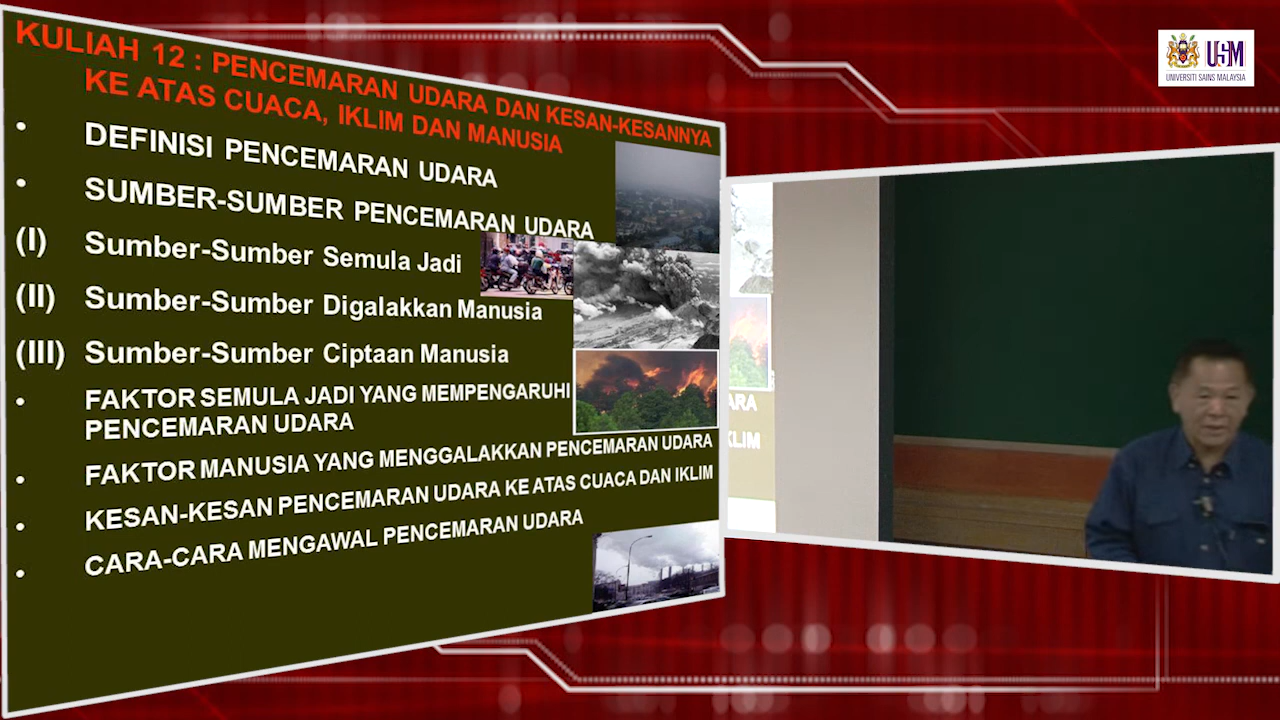 KULIAH 12 : PENCEMARAN UDARA DAN KESAN-KESANNYA
KE ATAS CUACA, IKLIM DAN MANUSIA
• DEFINISI PENCEMARAN UDARA
• SUMBER-SUMBER PENCEMARAN UDARA
(I) Sumber-Sumber Semula Jadi
(II) Sumber-Sumber Digalakkan Manusia
(III) Sumber-Sumber Ciptaan Manusia
• FAKTOR SEMULA JADI YANG MEMPENGARUHI
PENCEMARAN UDARA
• FAKTOR MANUSIA YANG MENGGALAKKAN PENCEMARAN UDARA
• KESAN-KESAN PENCEMARAN UDARA KE ATAS CUACA DAN IKLIM
• CARA-CARA MENGAWAL PENCEMARAN UDARA
USM
UNIVERSITI SAINS MALAYSIA
ARA
KLIM